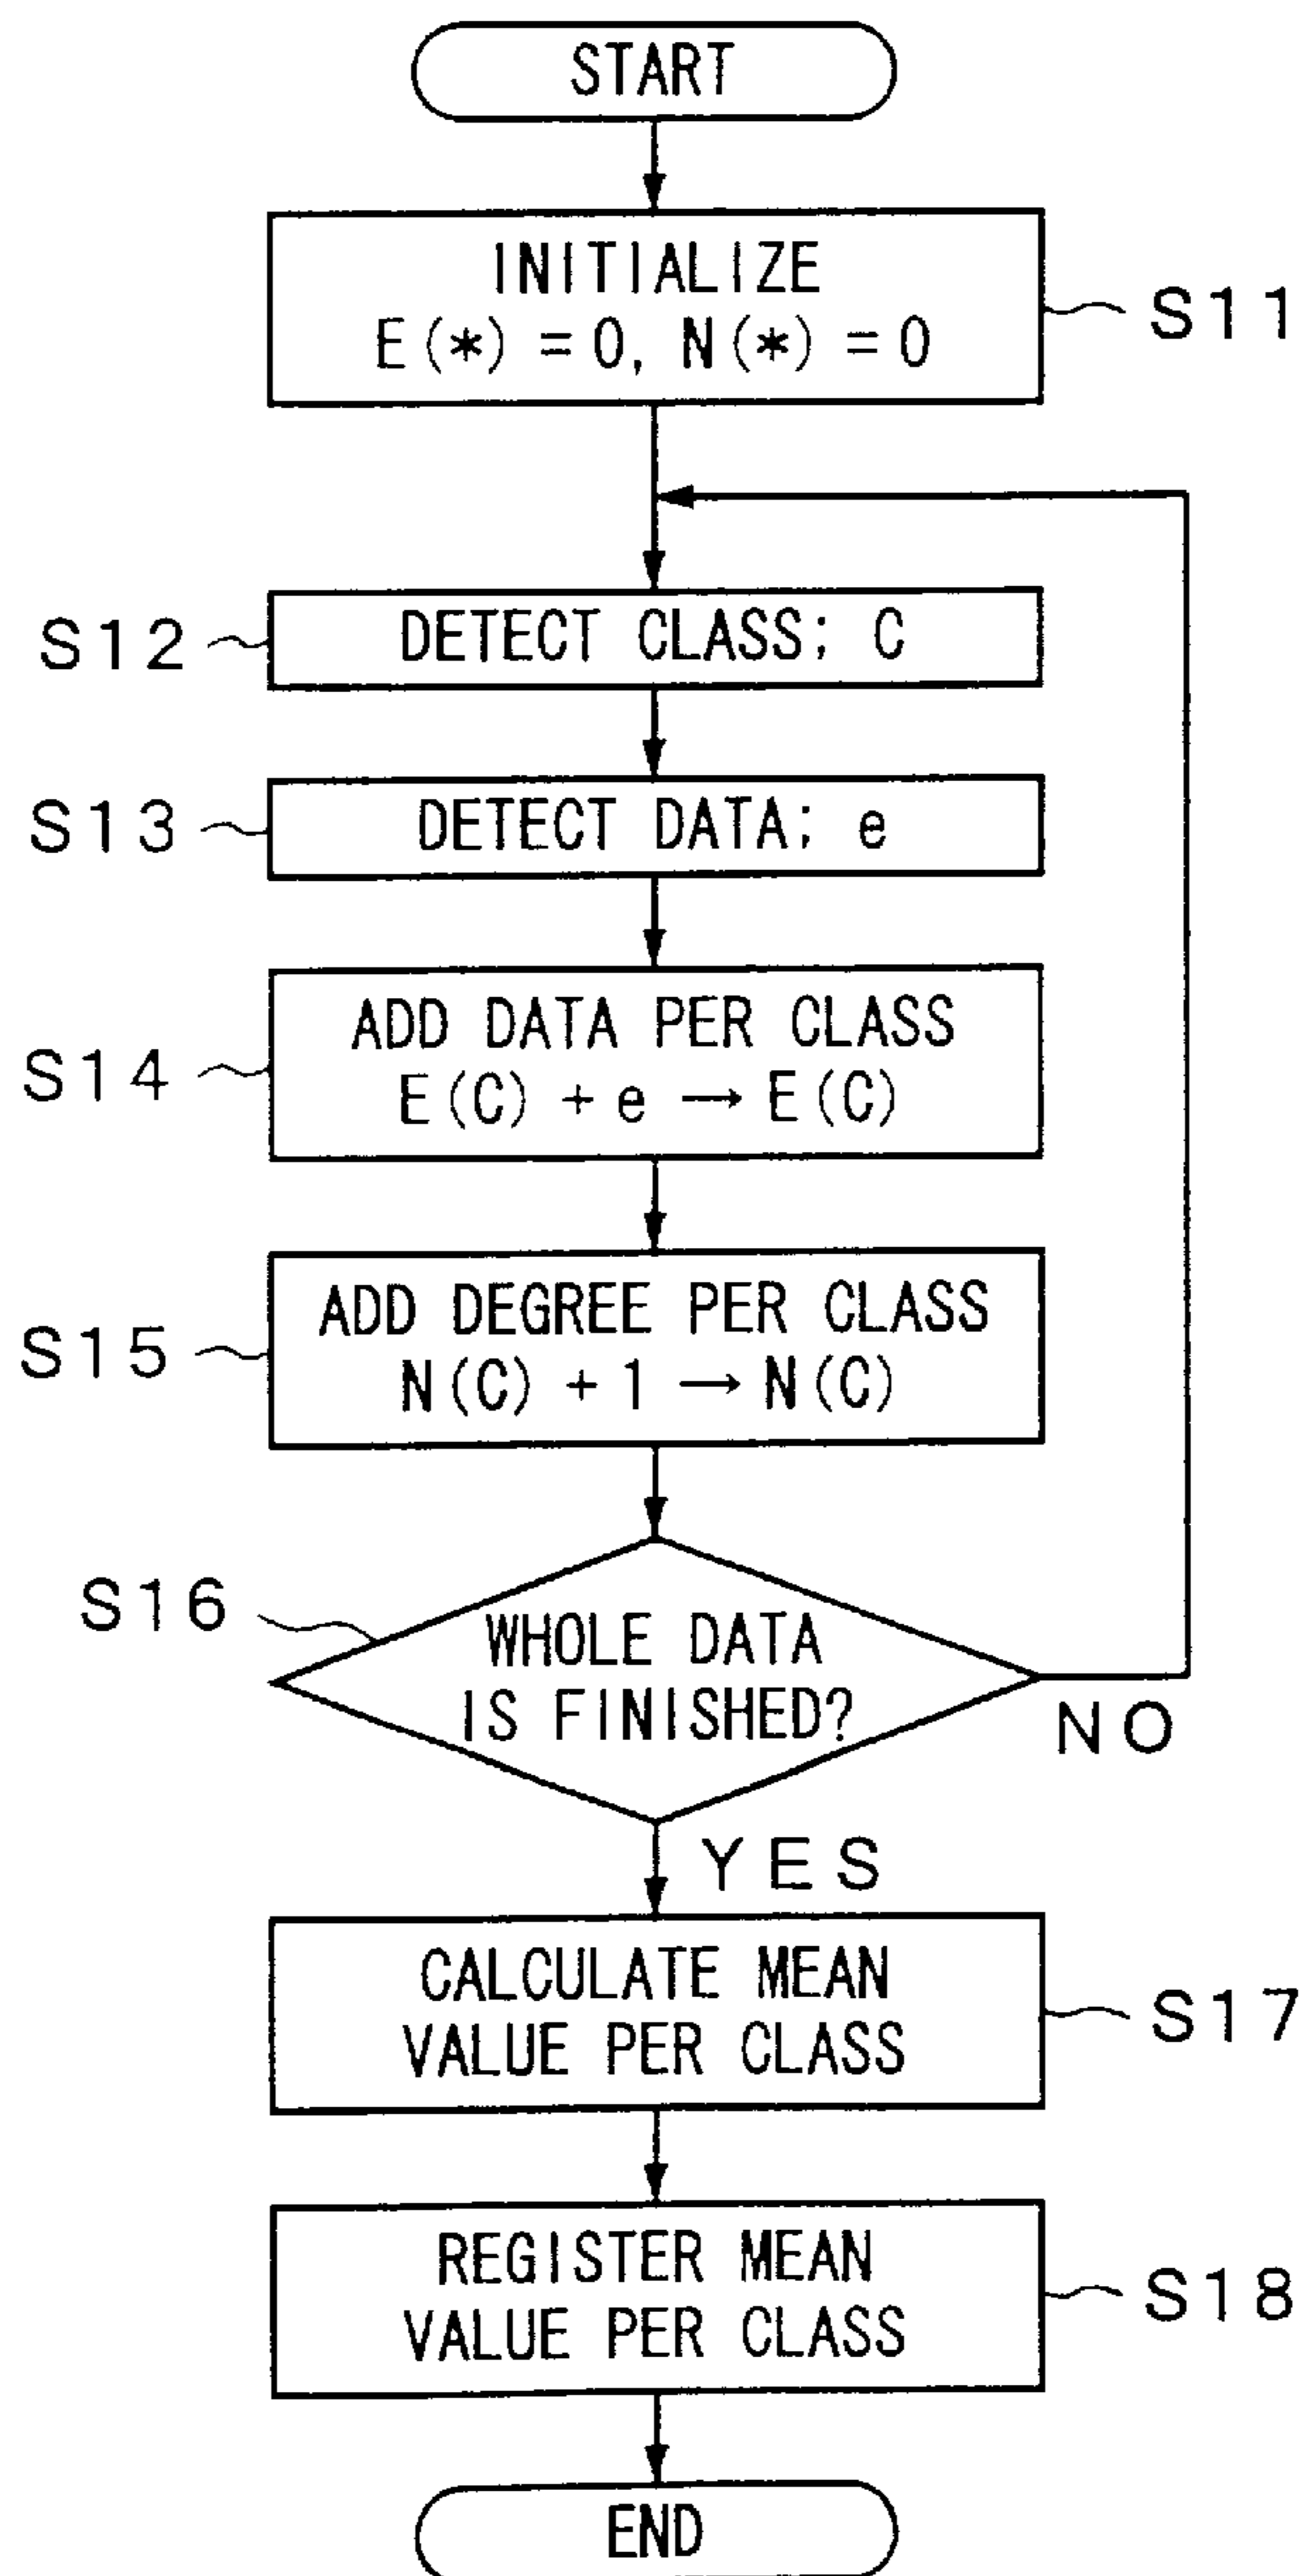 START
INITIALIZE
E(*)=0, N(*)=0
S11
S12
DETECT CLASS; C
S13
DETECT DATA; e
ADD DATA PER CLASS
S14
E(C)+e→E(C)
ADD DEGREE PER CLASS
S15
N(C)+1→N(C)
S16
WHOLE DATA
IS FINISHED?
NO
YES
CALCULATE MEAN
VALUE PER CLASS
S17
REGISTER MEAN
VALUE PER CLASS
S18
END